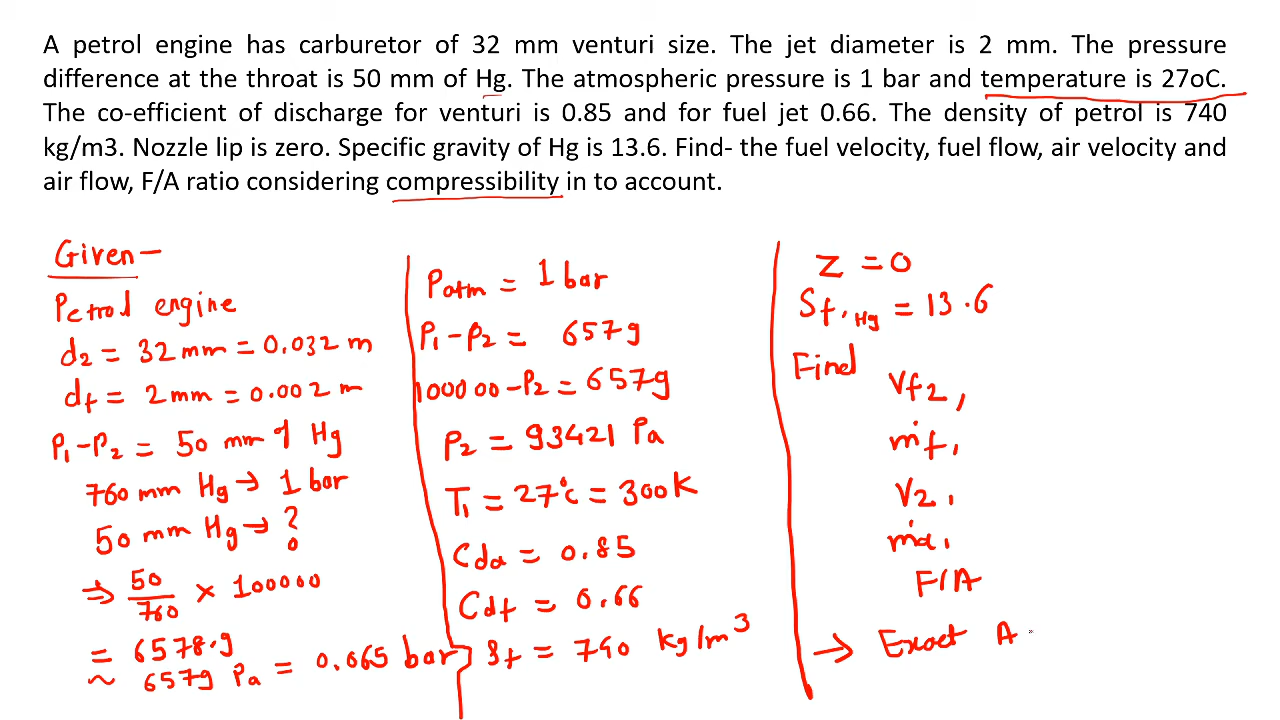 A petrol engine has carburetor of 32 mm venturi size. The jet diameter is 2 mm. The pressure
difference at the throat is 50 mm of Hg. The atmospheric pressure is 1 bar and temperature is 27oC.
The co-efficient of discharge for venturi is 0.85 and for fuel jet 0.66. The density of petrol is 740
kg/m3. Nozzle lip is zero. Specific gravity of Hg is 13.6. Find- the fuel velocity, fuel flow, air velocity and
air flow, F/A ratio considering compressibility in to account.
Given -
Petrol engine
d2 = 32 mm = 0.032 m
df = 2 mm = 0.002 m
P1-P2 = 50 mm of Hg
760 mm Hg → 1 bar
50 mm Hg → ?
⇒ 50/760 × 100000
= 6578.9
~ 6579 Pa = 0.065 bar
Patm = 1 bar
P1-P2 = 6579
100000-P2 = 6579
P2 = 93421 Pa
T1 = 27°C = 300K
Cda = 0.85
Cdf = 0.66
ρf = 740 kg/m3
Z = 0
Sf, Hg = 13.6
Find
Vf2,
ṁf,
V2,
ṁa,
F/A
→ Exact A